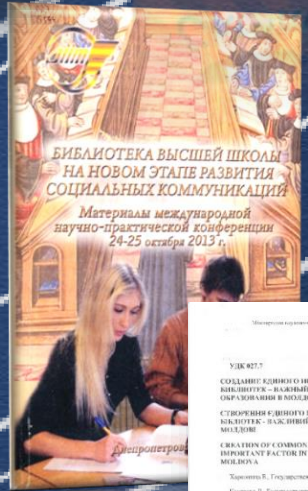 БИБЛИОТЕКА ВЫСШЕЙ ШКОЛЫ
НА НОВОМ ЭТАПЕ РАЗВИТИЯ
СОЦИАЛЬНЫХ КОММУНИКАЦИЙ
Материалы международной
научно-практической конференции
24-25 октября 2013 г.
Днепропетров
УДК 027.7
СОЗДАНИЕ ЕДИНОГО
БИБЛИОТЕК – ВАЖНЫЙ
ОБРАЗОВАНИЯ В МОЛД
СТВОРЕННЯ ЄДИНОГО
БІБЛІОТЕК - ВАЖЛИВИЙ
МОЛДОВІ
CREATION OF COMMON
IMPORTANT FACTOR IN
MOLDOVA